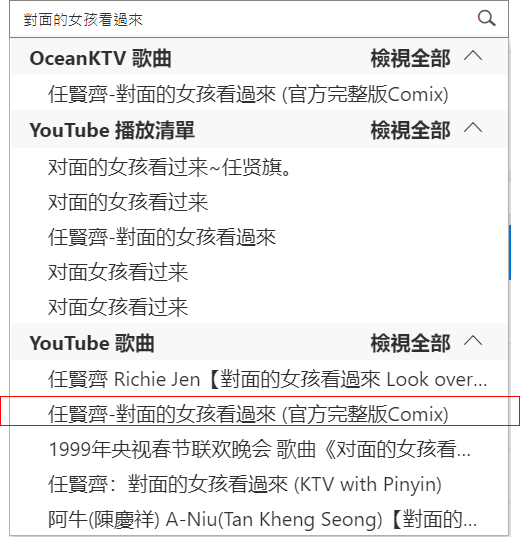 對面的女孩看過來
OceanKTV 歌曲 檢視全部
任賢齊-對面的女孩看過來 (官方完整版Comix)
YouTube 播放清單 檢視全部
对面的女孩看过来~任贤旗。
对面的女孩看过来
任賢齊-對面的女孩看過來
对面女孩看过来
对面女孩看过来
YouTube 歌曲 檢視全部
任賢齊 Richie Jen【對面的女孩看過來 Look over...
任賢齊-對面的女孩看過來 (官方完整版Comix)
1999年央视春节联欢晚会 歌曲《对面的女孩看...
任賢齊：對面的女孩看過來 (KTV with Pinyin)
阿牛(陳慶祥) A-Niu(Tan Kheng Seong)【對面的...